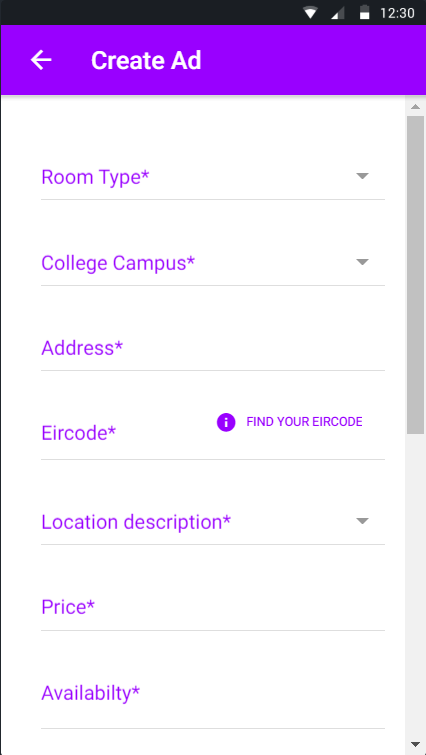 12:30
Create Ad
Room Type*
College Campus*
Address*
Eircode*
FIND YOUR EIRCODE
Location description*
Price*
Availabilty*